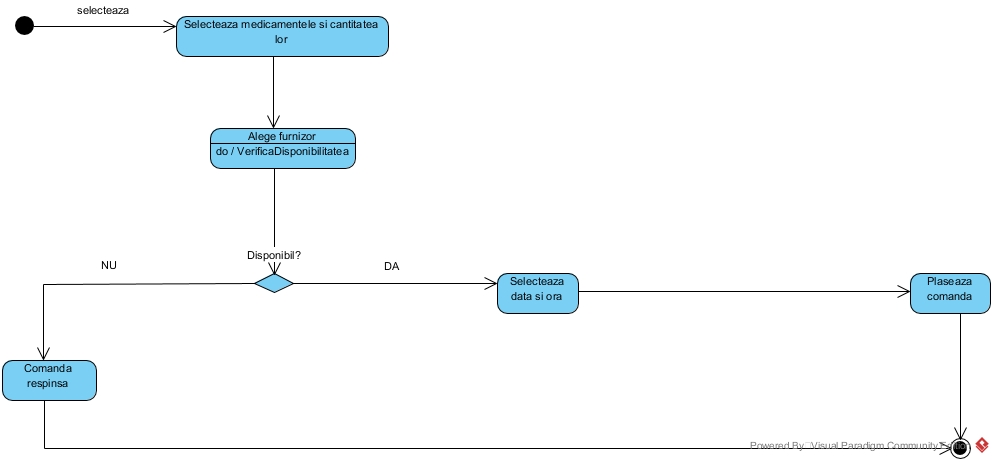 selecteaza
Selecteaza medicamentele si cantitatea
lor
Alege furnizor
do / VerificaDisponibilitatea
Disponibil?
NU
DA
Selecteaza
data si ora
Plaseaza
comanda
Comanda
respinsa
Powered By Visual Paradigm Community Edition